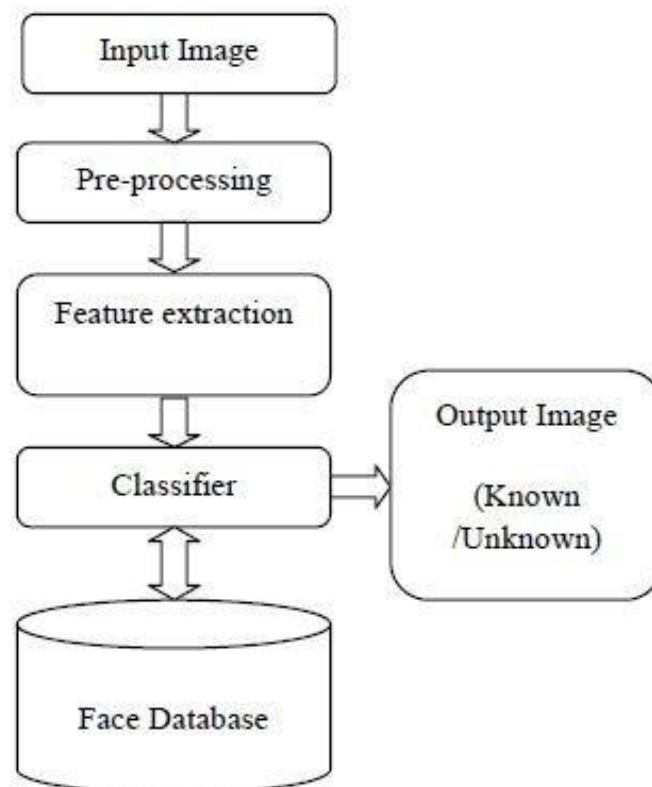 Input Image
Pre-processing
Feature extraction
Classifier
Output Image
(Known
/Unknown)
Face Database